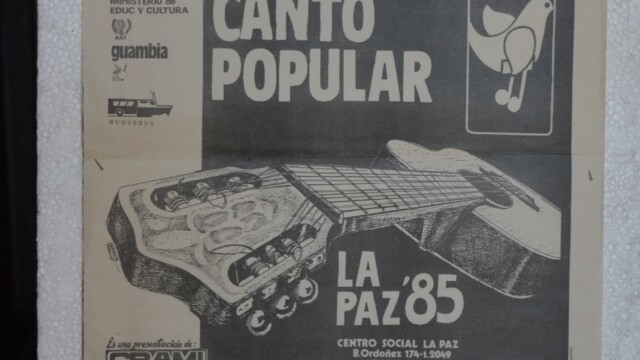 MINISTERIO de
EDUC Y CULTURA
guambia
BUQUEBUS
CANTO
POPULAR
LA
PAZ '85
CENTRO SOCIAL LA PAZ
B. Ordoñez 174-t. 2049
Es una presentación de: